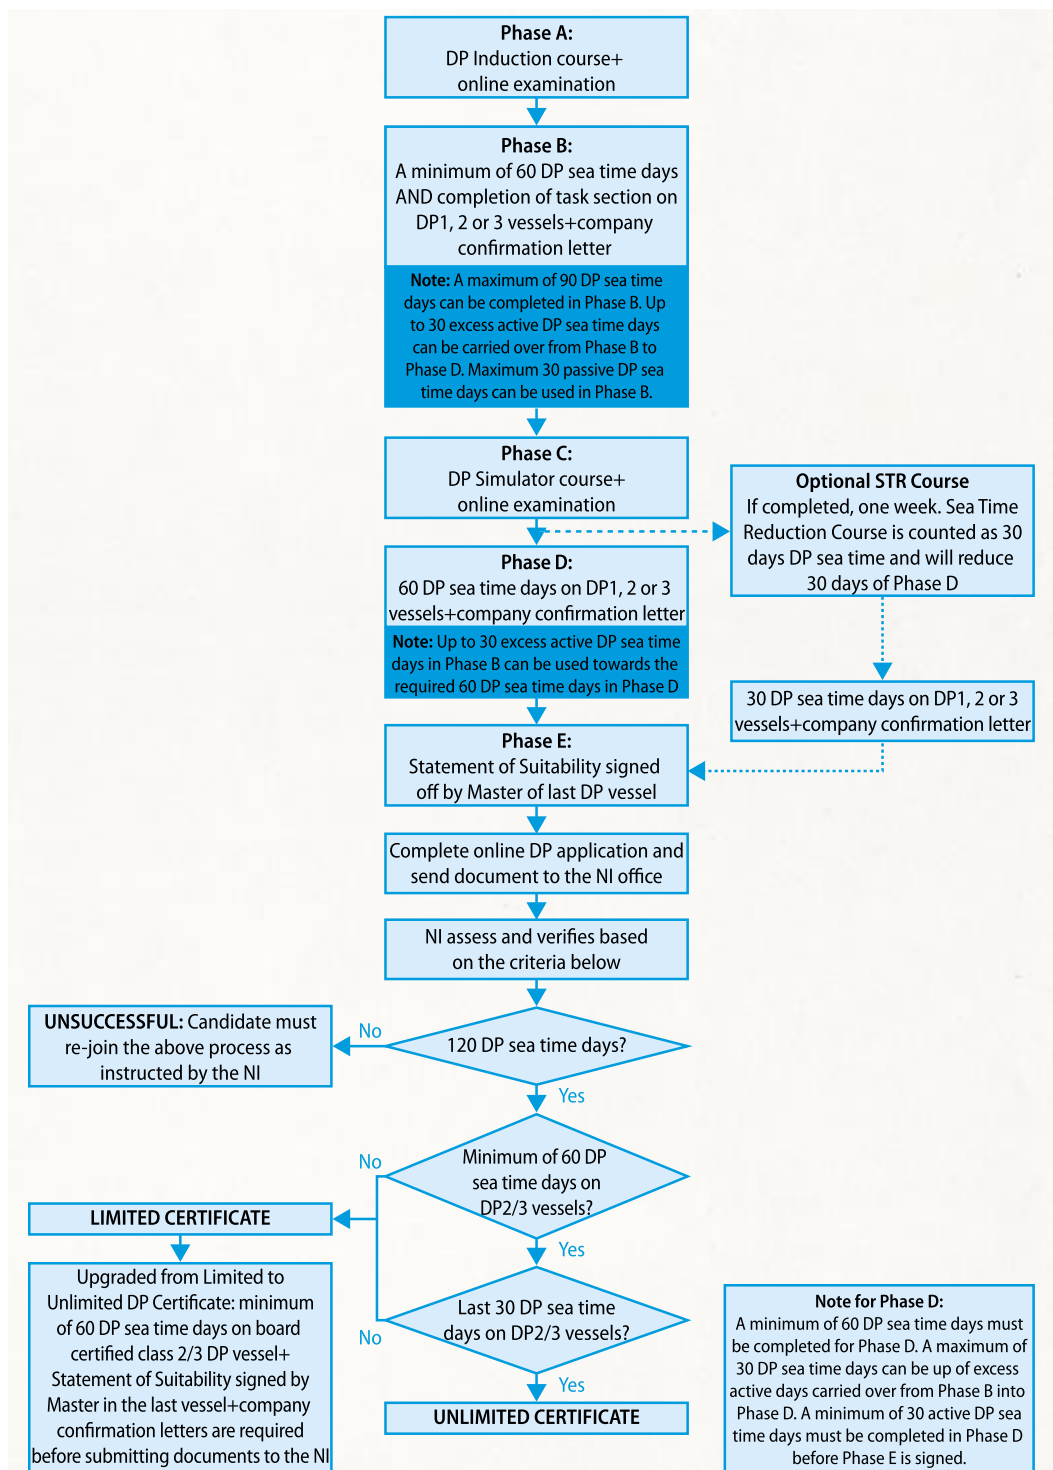 Phase A:
DP Induction course+
online examination
Phase B:
A minimum of 60 DP sea time days
AND completion of task section on
DP1, 2 or 3 vessels+company
confirmation letter
Note: A maximum of 90 DP sea time
days can be completed in Phase B. Up
to 30 excess active DP sea time days
can be carried over from Phase B to
Phase D. Maximum 30 passive DP sea
time days can be used in Phase B.
Phase C:
DP Simulator course+
online examination
Optional STR Course
If completed, one week. Sea Time
Reduction Course is counted as 30
days DP sea time and will reduce
30 days of Phase D
Phase D:
60 DP sea time days on DP1, 2 or 3
vessels+company confirmation letter
Note: Up to 30 excess active DP sea time
days in Phase B can be used towards the
required 60 DP sea time days in Phase D
30 DP sea time days on DP1, 2 or 3
vessels+company confirmation letter
Phase E:
Statement of Suitability signed
off by Master of last DP vessel
Complete online DP application and
send document to the NI office
NI assess and verifies based
on the criteria below
120 DP sea time days?
No
UNSUCCESSFUL: Candidate must
re-join the above process as
instructed by the NI
Yes
Minimum of 60 DP
sea time days on
DP2/3 vessels?
No
LIMITED CERTIFICATE
Yes
Upgraded from Limited to
Unlimited DP Certificate: minimum
of 60 DP sea time days on board
certified class 2/3 DP vessel+
Statement of Suitability signed by
Master in the last vessel+company
confirmation letters are required
before submitting documents to the NI
Last 30 DP sea time
days on DP2/3 vessels?
No
Yes
UNLIMITED CERTIFICATE
Note for Phase D:
A minimum of 60 DP sea time days must
be completed for Phase D. A maximum of
30 DP sea time days can be up of excess
active days carried over from Phase B into
Phase D. A minimum of 30 active DP sea
time days must be completed in Phase D
before Phase E is signed.